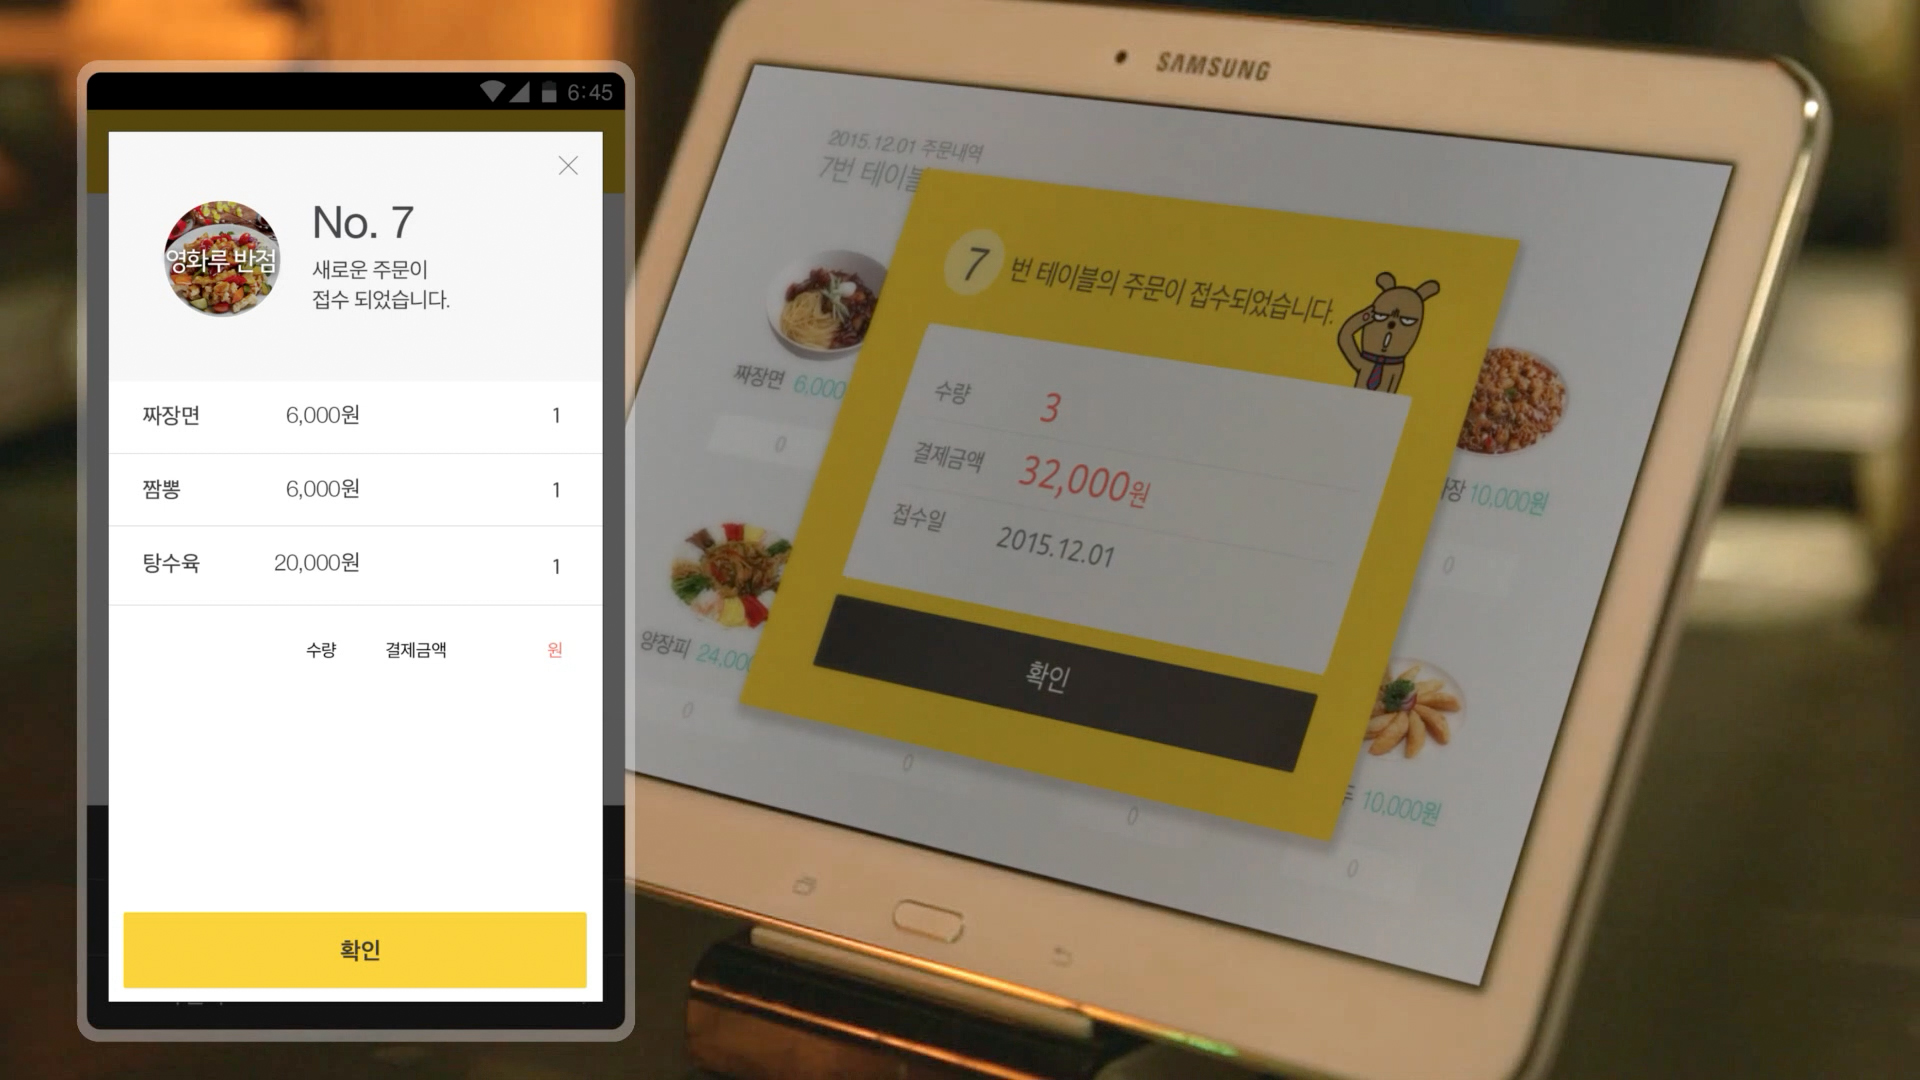 6:45
No. 7
영화루 반점
새로운 주문이
접수 되었습니다.
짜장면 6,000원 1
짬뽕 6,000원 1
탕수육 20,000원 1
수량 결제금액 원
확인
SAMSUNG
2015.12.01 주문내역
7번 테이블
7 번 테이블의 주문이 접수되었습니다.
수량 3
결제금액 32,000원
접수일 2015.12.01
확인
짜장면 6,000
0
장 10,000원
0
양장피 24,000
0
0
0
10,000원
0